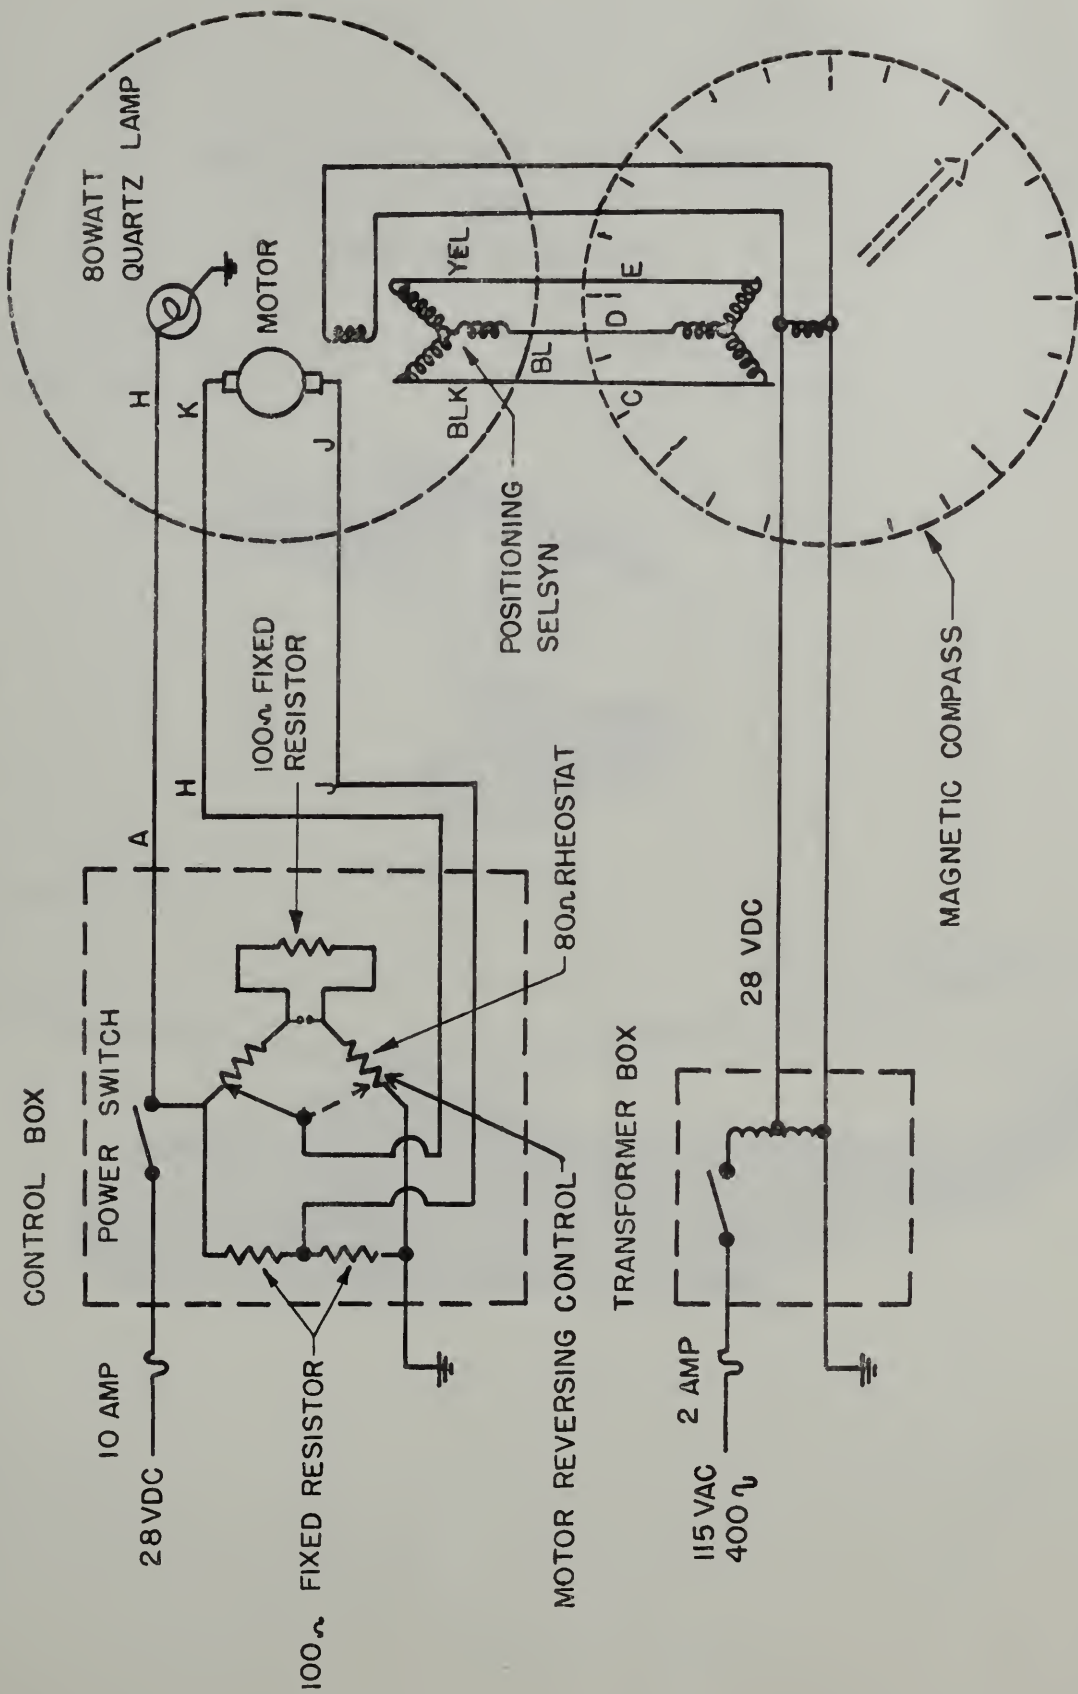 CONTROL BOX
10 AMP
28VDC
POWER SWITCH
A
H
80WATT
QUARTZ LAMP
H
K
MOTOR
J
100Ω FIXED
RESISTOR
J
100Ω FIXED RESISTOR
80Ω RHEOSTAT
MOTOR REVERSING CONTROL
POSITIONING
SELSYN
BLK
BL
YEL
C
D
E
TRANSFORMER BOX
2 AMP
115 VAC
400 ~
28 VDC
MAGNETIC COMPASS